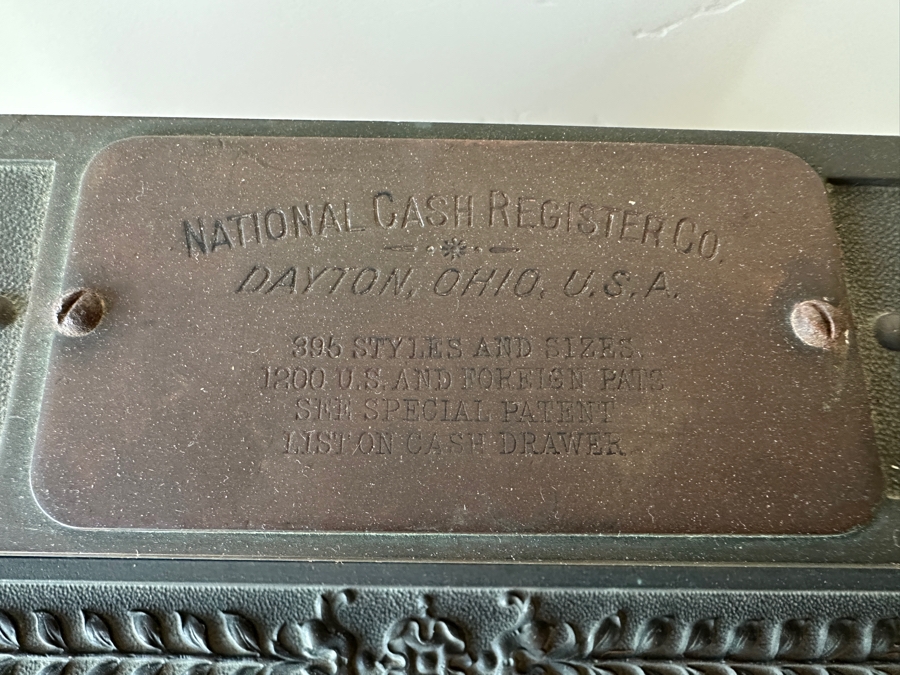 NATIONAL CASH REGISTER CO.
DAYTON, OHIO, U.S.A.
395 STYLES AND SIZES.
1200 U.S. AND FOREIGN PATS
SEE SPECIAL PATENT
LIST ON CASH DRAWER